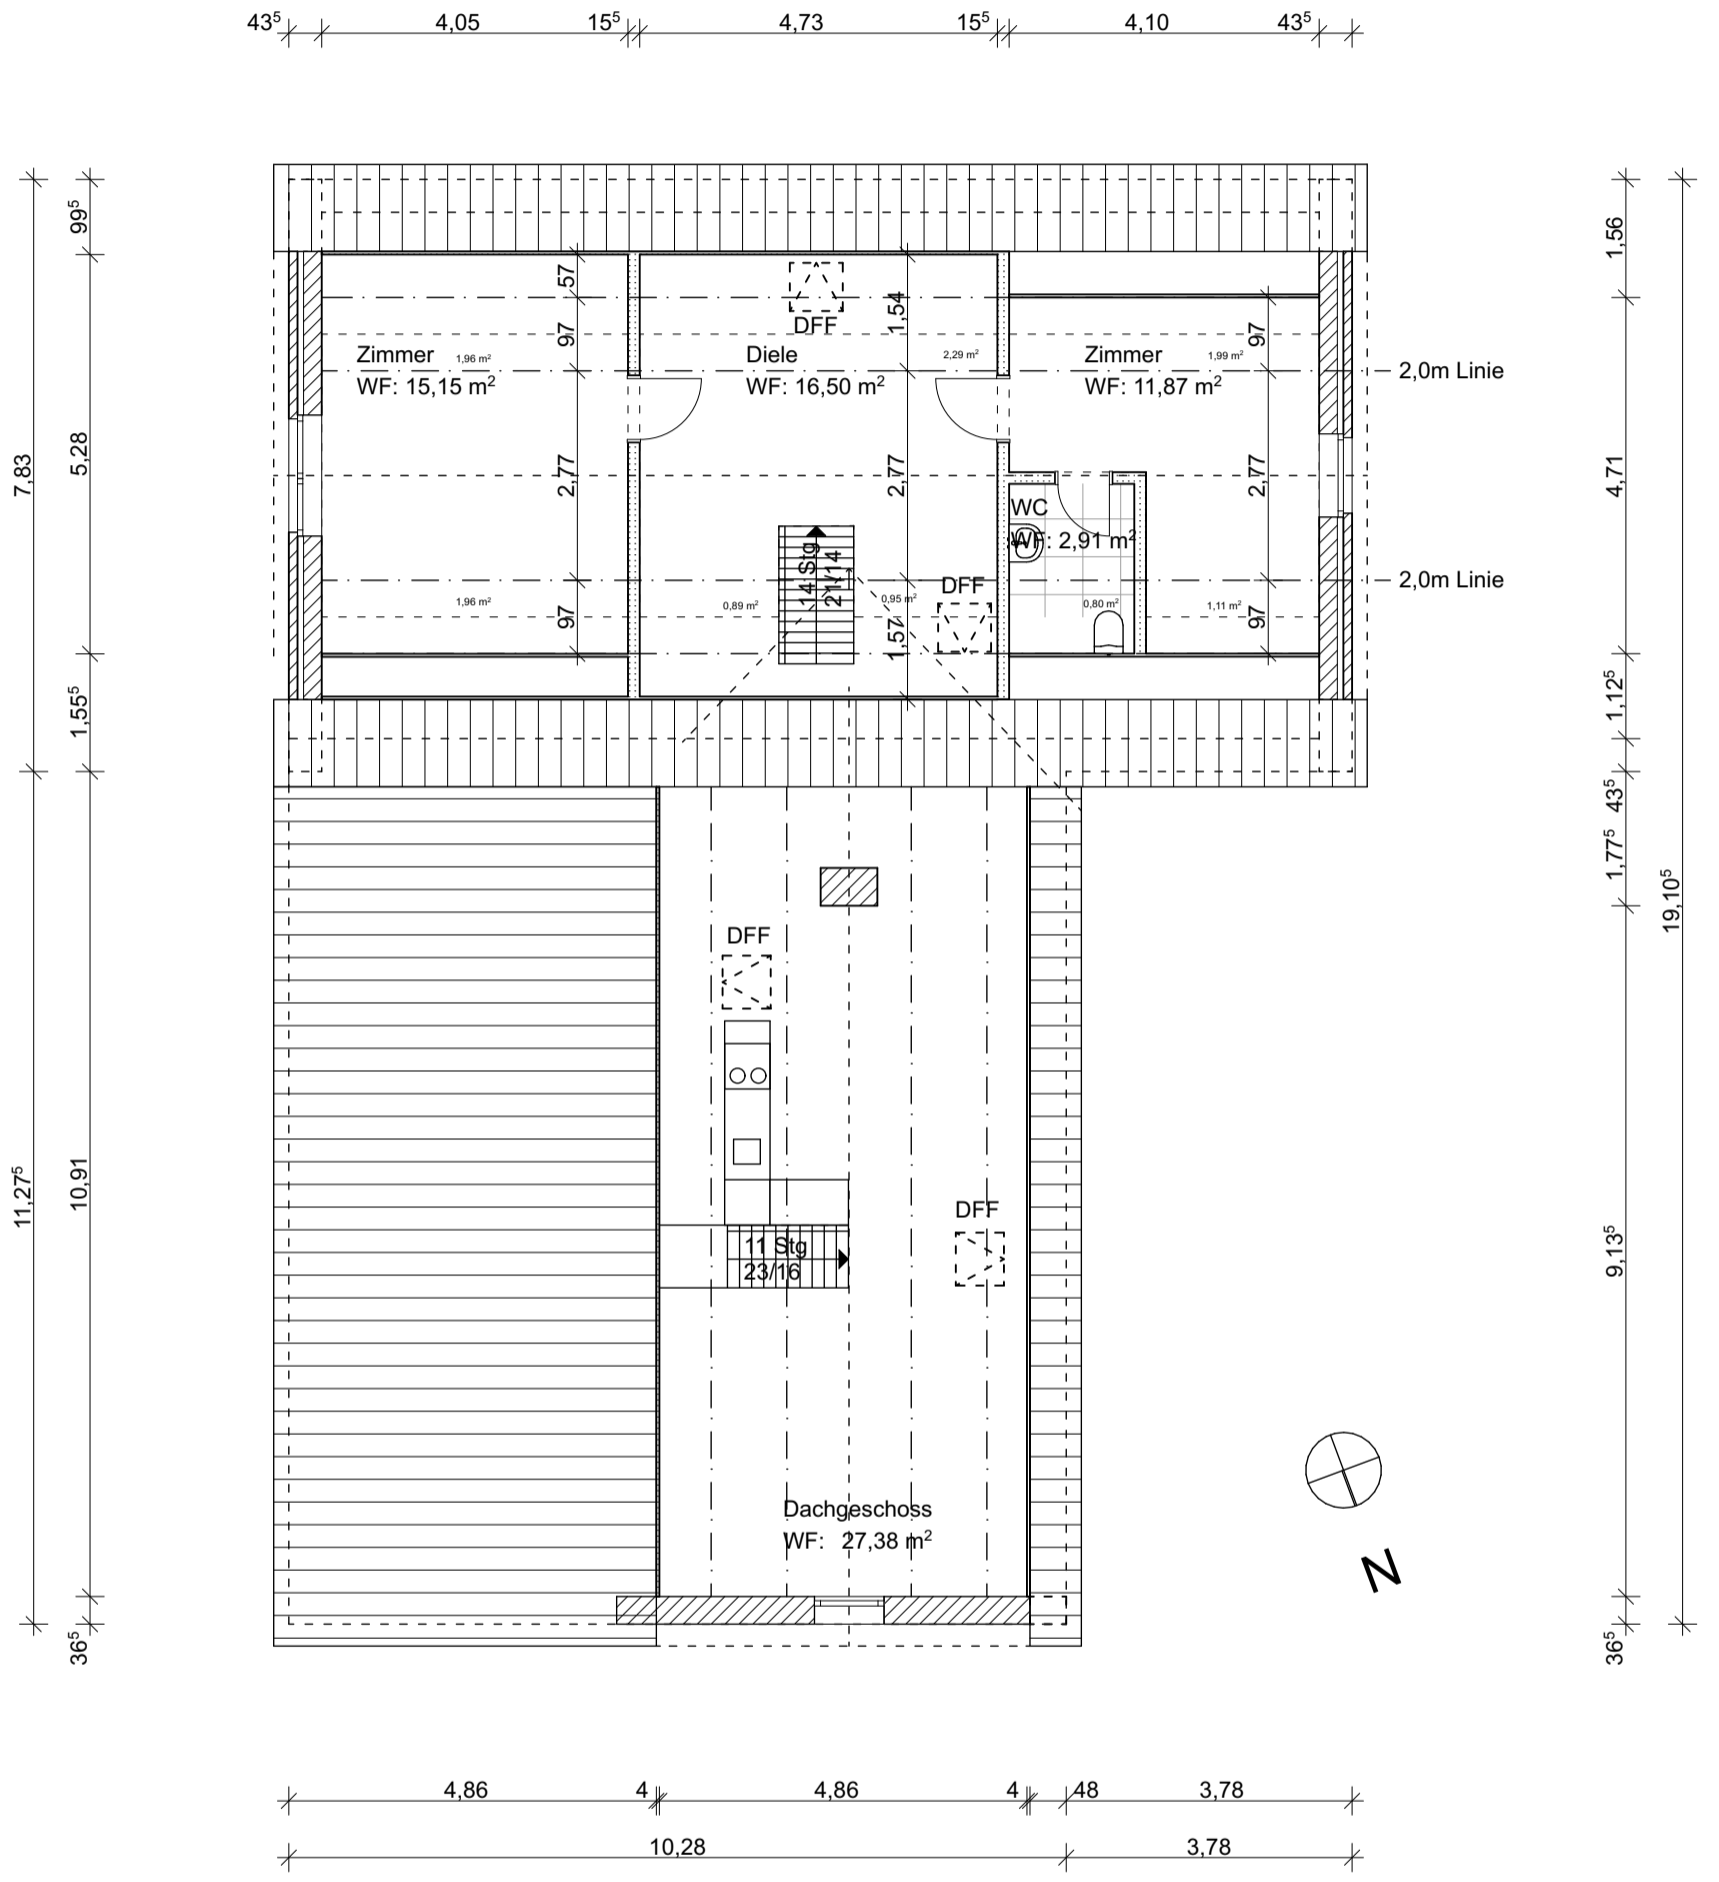 43⁵ 4,05 15⁵ 4,73 15⁵ 4,10 43⁵
99⁵
5,28
7,83
1,55⁵
11,27⁵
10,91
36⁵
57
97
Zimmer 1,96 m²
WF: 15,15 m²
2,77
1,96 m²
97
DFF
1,54
Diele 2,29 m²
WF: 16,50 m²
2,77
14 Stg
21/14
0,89 m²
0,95 m²
DFF
1,57
97
Zimmer 1,99 m²
WF: 11,87 m²
2,77
WC
WF: 2,91 m²
0,80 m²
1,11 m²
97
2,0m Linie
2,0m Linie
1,56
4,71
1,12⁵
43⁵
1,77⁵
19,10⁵
9,13⁵
36⁵
DFF
DFF
11 Stg
23/16
Dachgeschoss
WF: 27,38 m²
N
4,86 4 4,86 4 48 3,78
10,28 3,78